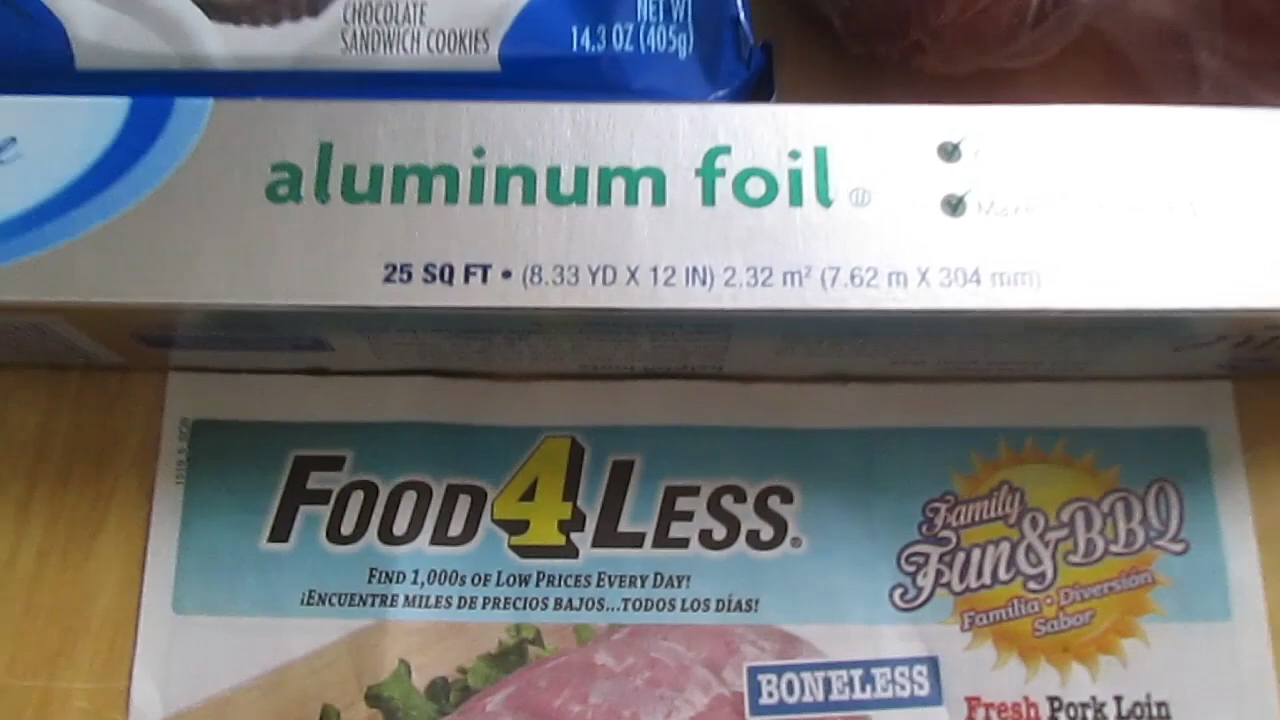 CHOCOLATE
SANDWICH COOKIES
NET WT
14.3 OZ (405g)
aluminum foil
25 SQ FT • (8.33 YD X 12 IN) 2.32 m² (7.62 m X 304 mm)
FOOD4LESS®
FIND 1,000s OF LOW PRICES EVERY DAY!
¡ENCUENTRE MILES DE PRECIOS BAJOS...TODOS LOS DÍAS!
Family
Fun & BBQ
Familia • Diversión
Sabor
BONELESS
Fresh Pork Loin